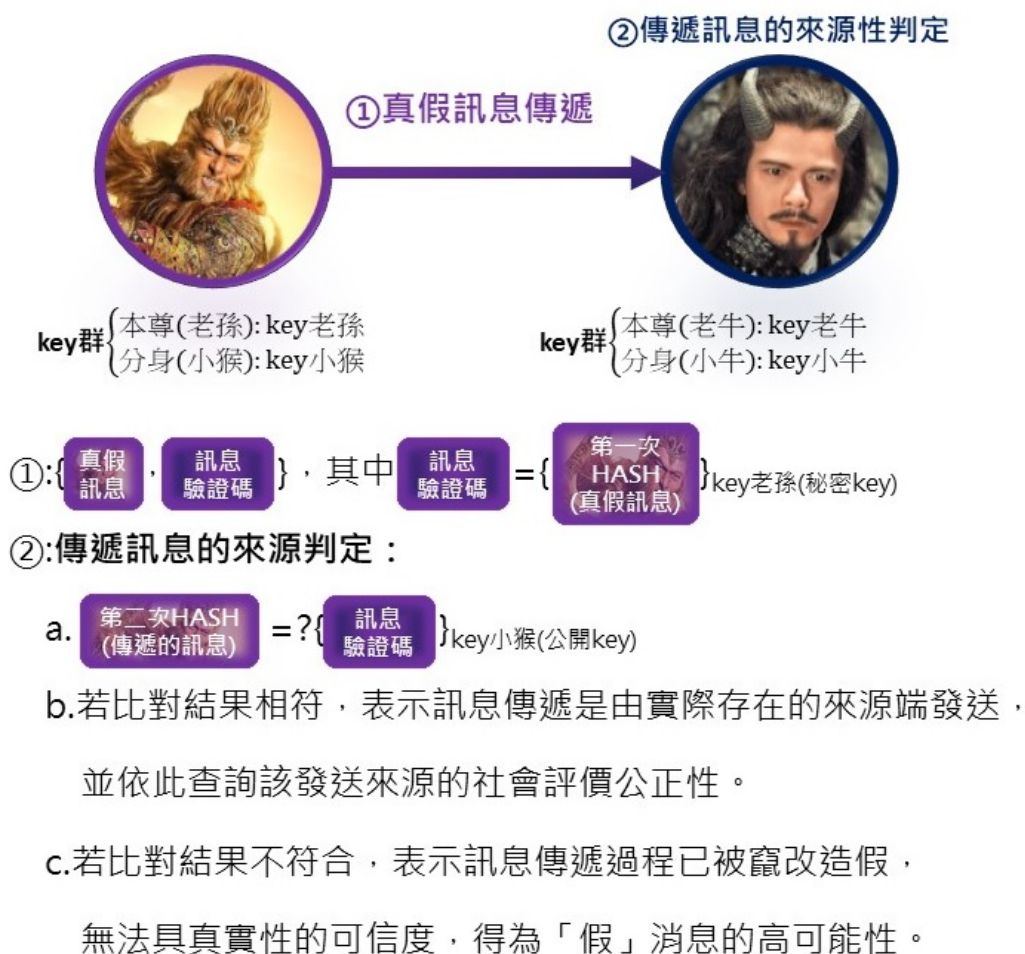 ②傳遞訊息的來源性判定
①真假訊息傳遞
key群{本尊(老孫): key老孫
分身(小猴): key小猴
key群{本尊(老牛): key老牛
分身(小牛): key小牛
①:{真假訊息,訊息驗證碼},其中訊息驗證碼={第一次HASH(真假訊息)}key老孫(秘密key)
②:傳遞訊息的來源判定:
a. 第二次HASH(傳遞的訊息) =?{訊息驗證碼}key小猴(公開key)
b.若比對結果相符,表示訊息傳遞是由實際存在的來源端發送,
並依此查詢該發送來源的社會評價公正性。
c.若比對結果不符合,表示訊息傳遞過程已被竄改造假,
無法具真實性的可信度,得為「假」消息的高可能性。